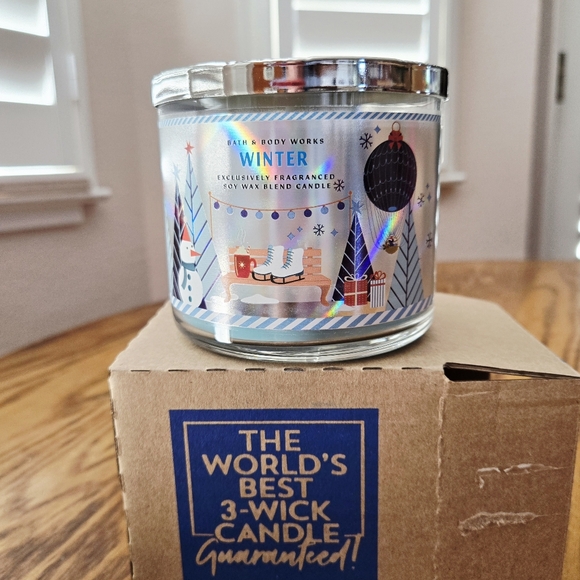 BATH & BODY WORKS
WINTER
EXCLUSIVELY FRAGRANCED
SOY WAX BLEND CANDLE
THE
WORLD'S
BEST
3-WICK
CANDLE
Guaranteed!